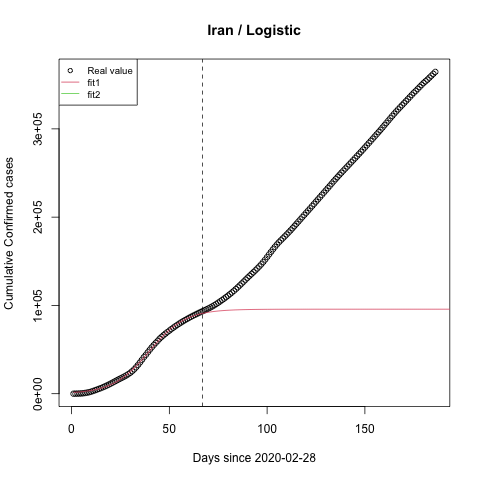 Iran / Logistic
Real value
fit1
fit2
Cumulative Confirmed cases
0e+00
1e+05
2e+05
3e+05
0
50
100
150
Days since 2020-02-28